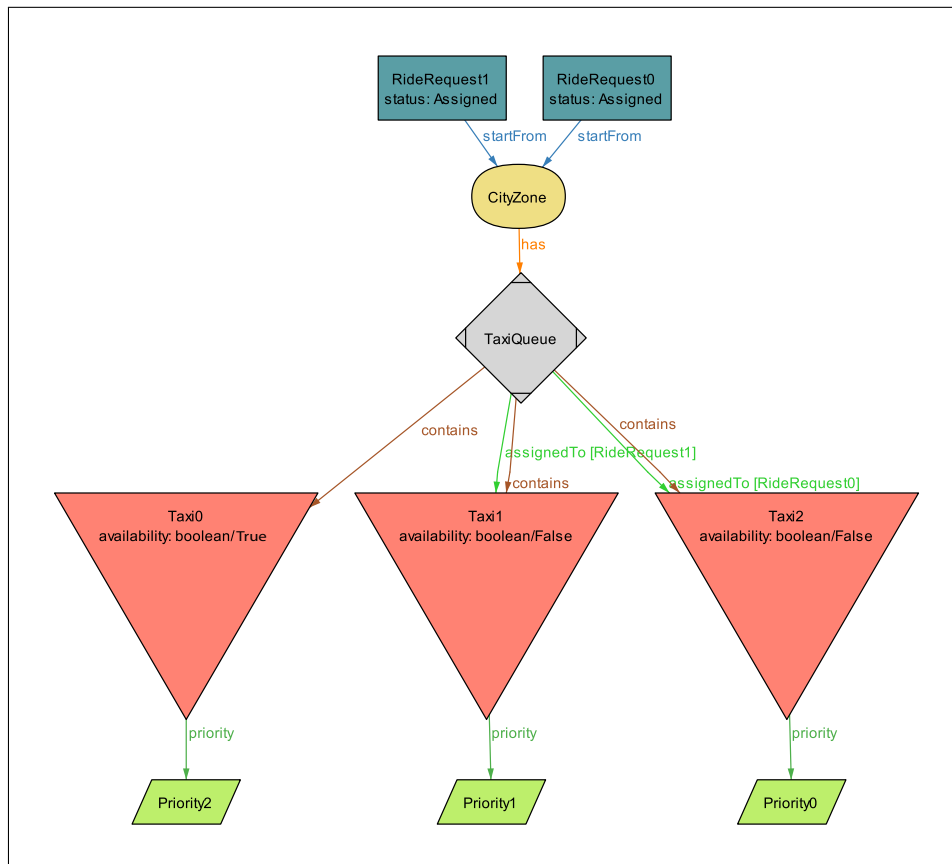 RideRequest1
status: Assigned
RideRequest0
status: Assigned
startFrom
startFrom
CityZone
has
TaxiQueue
contains
contains
assignedTo [RideRequest1]
contains
assignedTo [RideRequest0]
Taxi0
availability: boolean/True
Taxi1
availability: boolean/False
Taxi2
availability: boolean/False
priority
priority
priority
Priority2
Priority1
Priority0